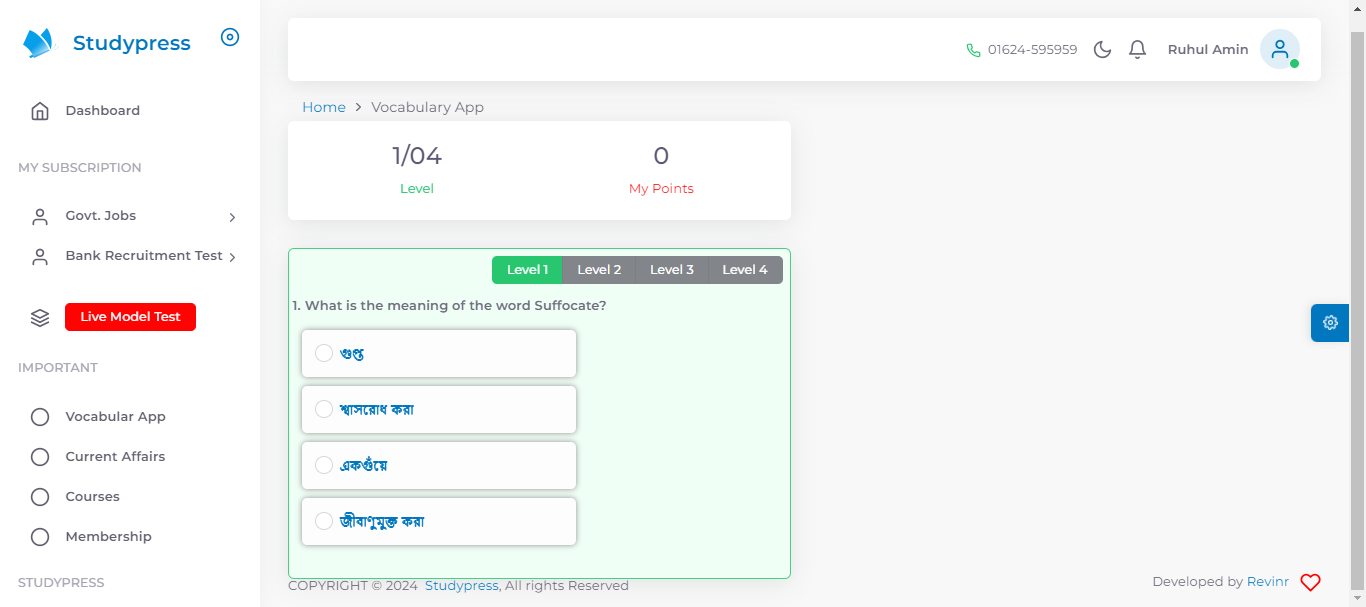 Studypress
01624-595959
Ruhul Amin
Dashboard
MY SUBSCRIPTION
Govt. Jobs
Bank Recruitment Test
Live Model Test
IMPORTANT
Vocabular App
Current Affairs
Courses
Membership
STUDYPRESS
Home > Vocabulary App
1/04
Level
0
My Points
Level 1 Level 2 Level 3 Level 4
1. What is the meaning of the word Suffocate?
গুপ্ত
শ্বাসরোধ করা
একগুঁয়ে
জীবাণুমুক্ত করা
COPYRIGHT © 2024 Studypress, All rights Reserved
Developed by Revinr